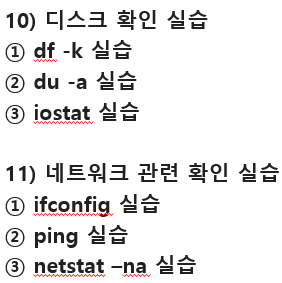 10) 디스크 확인 실습
① df -k 실습
② du -a 실습
③ iostat 실습
11) 네트워크 관련 확인 실습
① ifconfig 실습
② ping 실습
③ netstat –na 실습